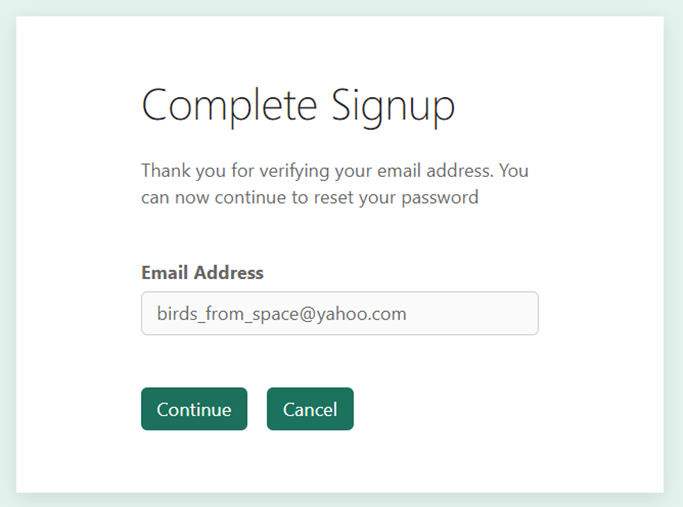 Complete Signup
Thank you for verifying your email address. You
can now continue to reset your password
Email Address
birds_from_space@yahoo.com
Continue Cancel